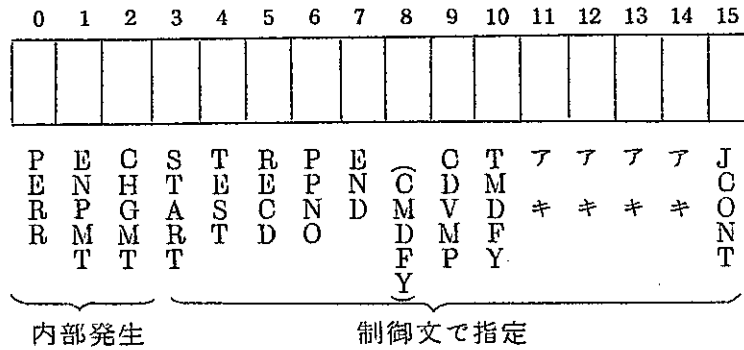 0 1 2 3 4 5 6 7 8 9 10 11 12 13 14 15
PERR ENPMT CHGMT START TEST RECD PPNO END (CMDFY) CDVMP TMDFY アキ アキ アキ アキ JCONT
内部発生 制御文で指定